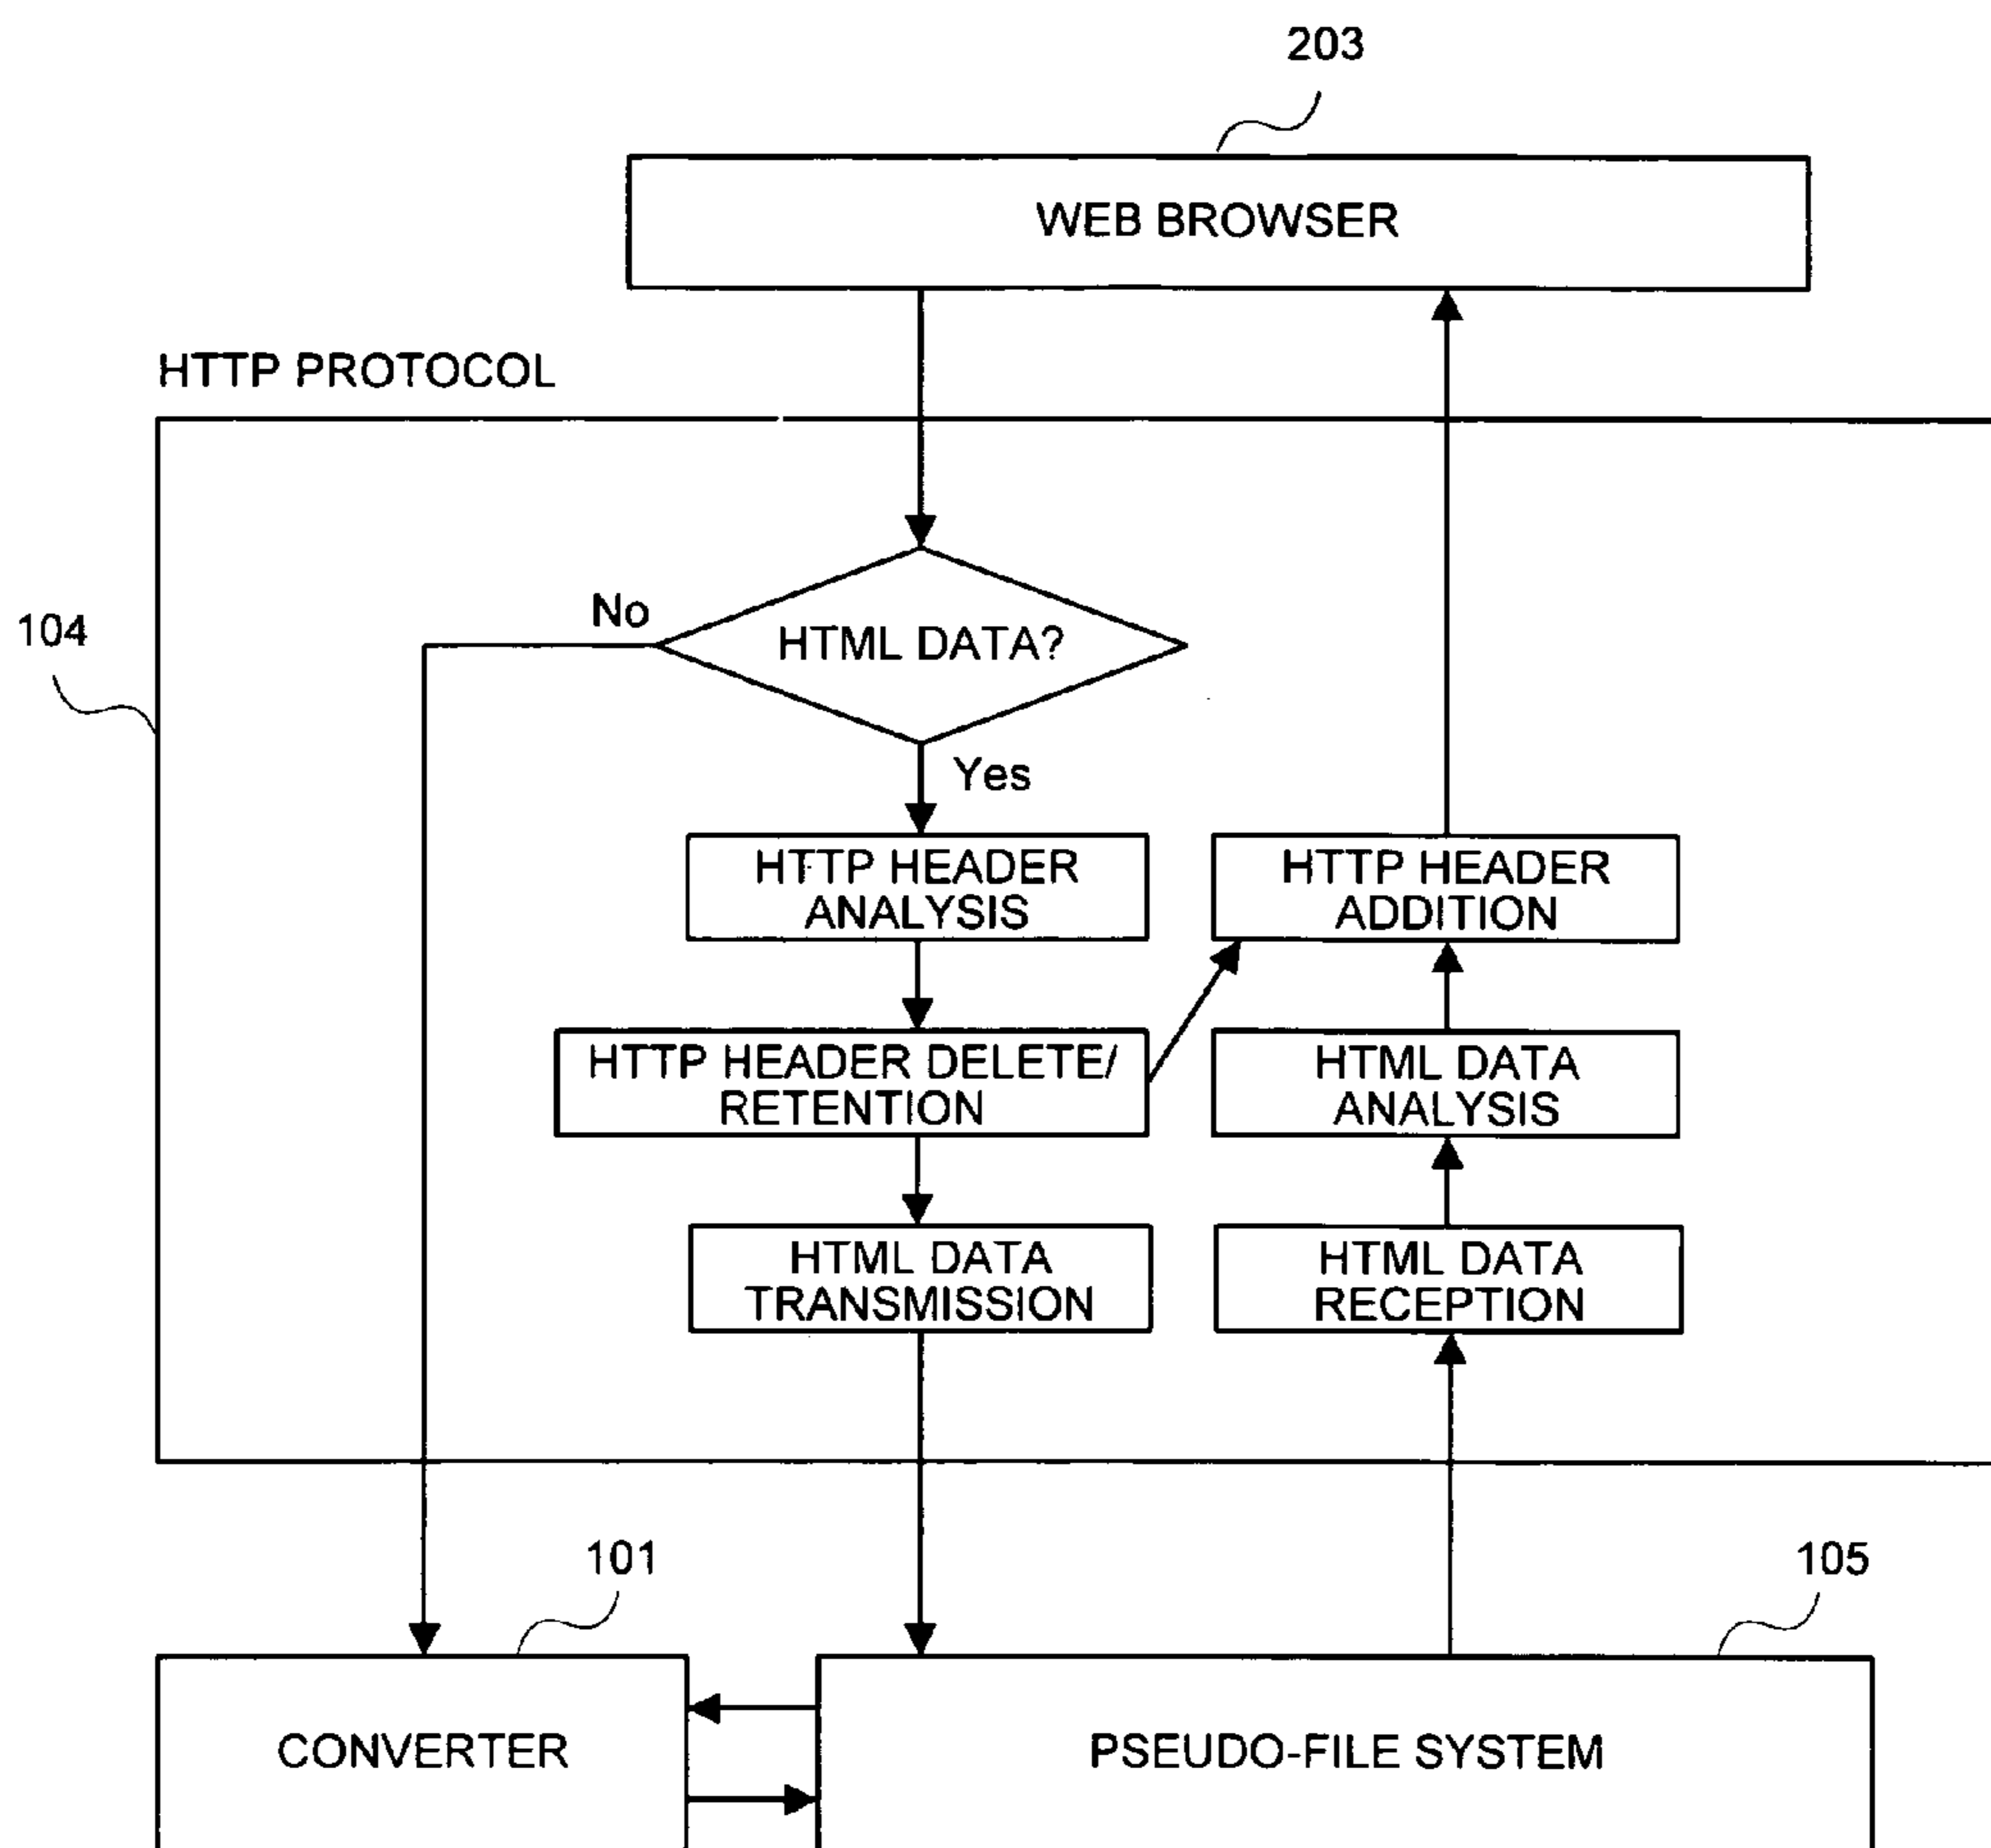 203
WEB BROWSER
HTTP PROTOCOL
104
No
HTML DATA?
Yes
HTTP HEADER
ANALYSIS
HTTP HEADER
ADDITION
HTTP HEADER DELETE/
RETENTION
HTML DATA
ANALYSIS
HTML DATA
TRANSMISSION
HTML DATA
RECEPTION
101
105
CONVERTER
PSEUDO-FILE SYSTEM